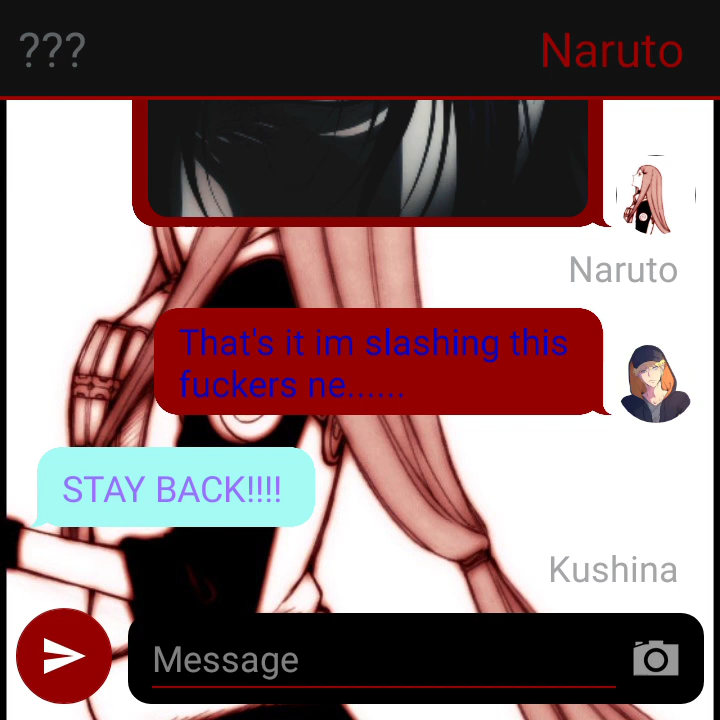 ???
Naruto
Naruto
That's it im slashing this
fuckers ne......
STAY BACK!!!!
Kushina
Message